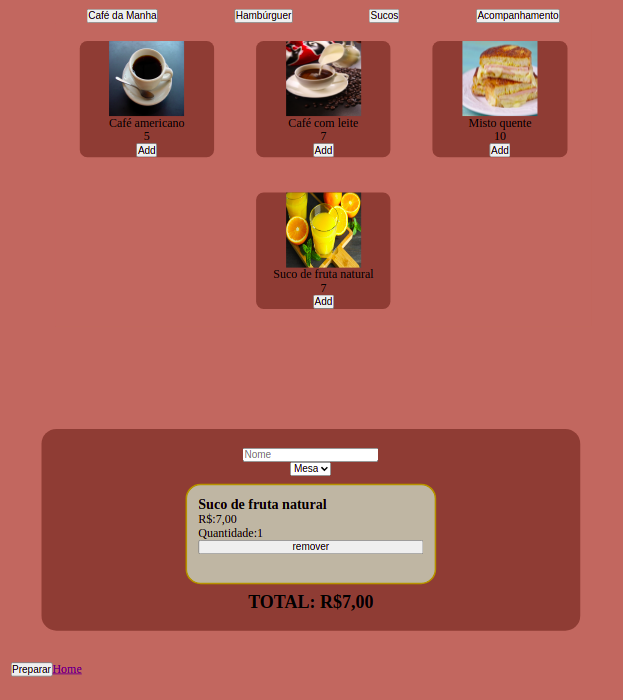 Café da Manha
Hambúrguer
Sucos
Acompanhamento
Café americano
5
Add
Café com leite
7
Add
Misto quente
10
Add
Suco de fruta natural
7
Add
Nome
Mesa
Suco de fruta natural
R$:7,00
Quantidade:1
remover
TOTAL: R$7,00
Preparar Home